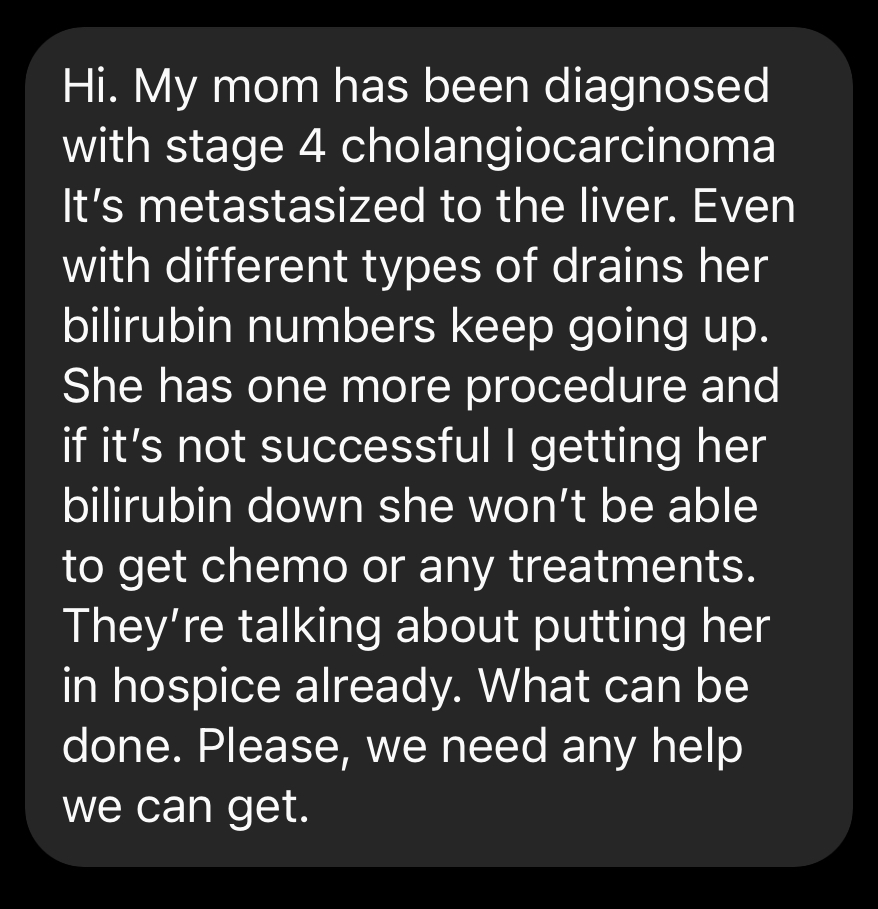 Hi. My mom has been diagnosed
with stage 4 cholangiocarcinoma
It’s metastasized to the liver. Even
with different types of drains her
bilirubin numbers keep going up.
She has one more procedure and
if it’s not successful I getting her
bilirubin down she won’t be able
to get chemo or any treatments.
They’re talking about putting her
in hospice already. What can be
done. Please, we need any help
we can get.